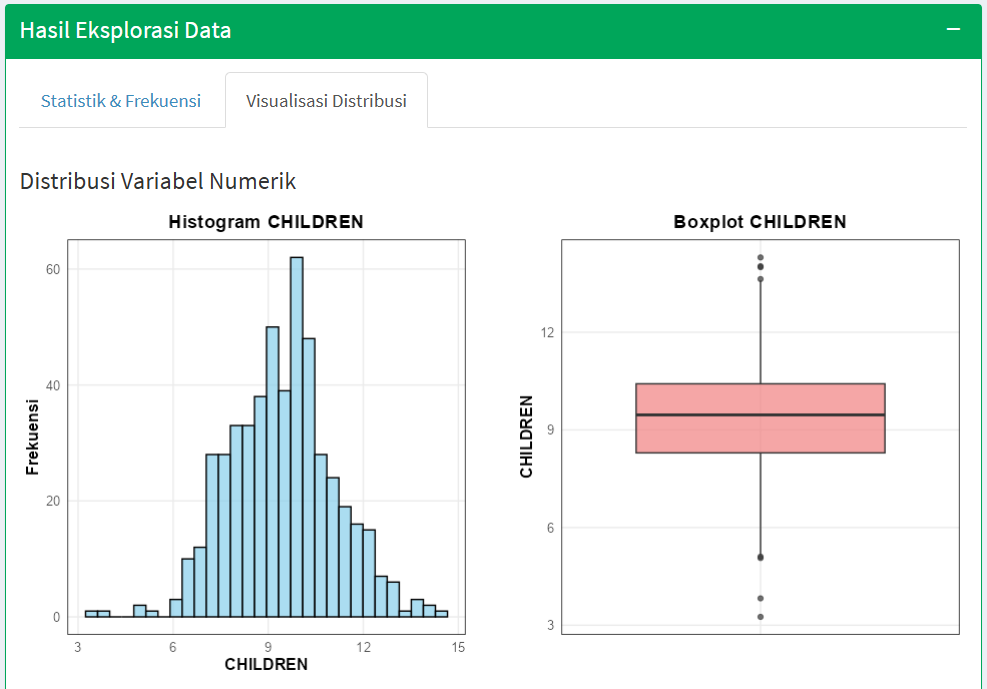 Hasil Eksplorasi Data
Statistik & Frekuensi
Visualisasi Distribusi
Distribusi Variabel Numerik
Histogram CHILDREN
Frekuensi
60
40
20
0
3 6 9 12 15
CHILDREN
Boxplot CHILDREN
CHILDREN
12
9
6
3